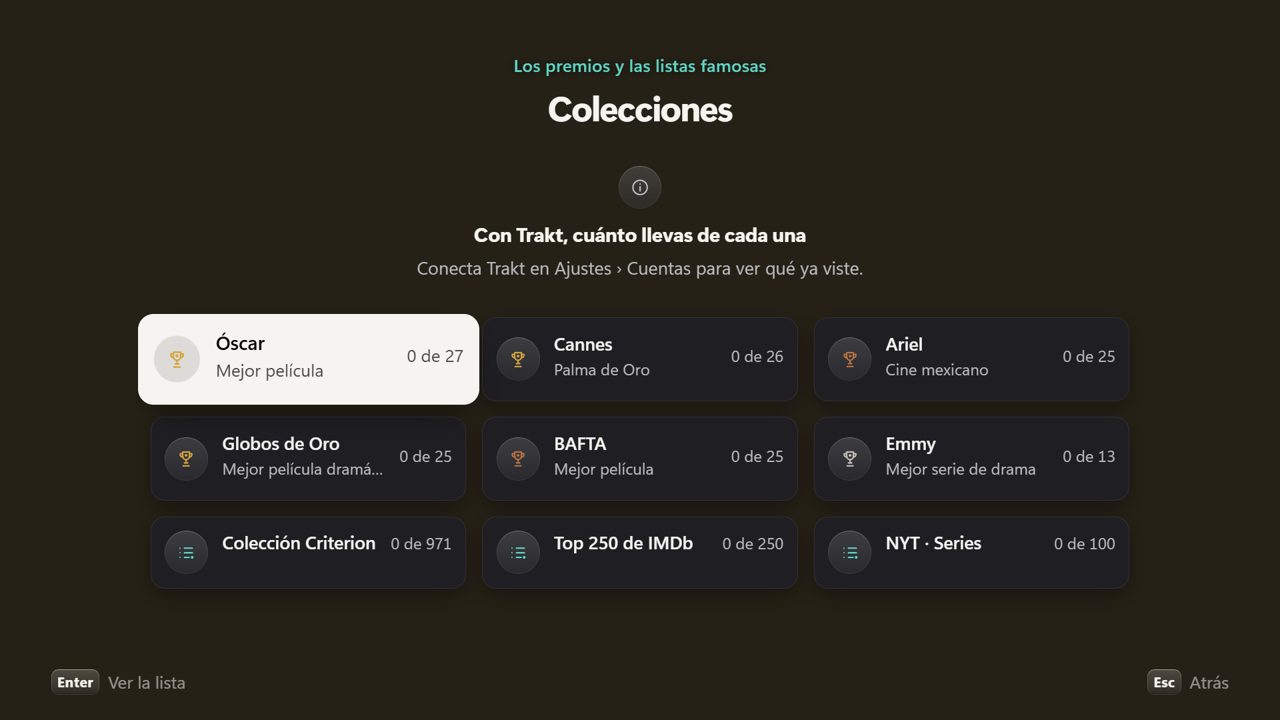 Los premios y las listas famosas
Colecciones
Con Trakt, cuánto llevas de cada una
Conecta Trakt en Ajustes › Cuentas para ver qué ya viste.
Óscar
Mejor película
0 de 27
Cannes
Palma de Oro
0 de 26
Ariel
Cine mexicano
0 de 25
Globos de Oro
Mejor película dramá...
0 de 25
BAFTA
Mejor película
0 de 25
Emmy
Mejor serie de drama
0 de 13
Colección Criterion
0 de 971
Top 250 de IMDb
0 de 250
NYT · Series
0 de 100
Enter Ver la lista
Esc Atrás